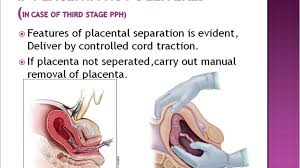 (IN CASE OF THIRD STAGE PPH)
Features of placental separation is evident,
Deliver by controlled cord traction.
If placenta not seperated,carry out manual
removal of placenta.